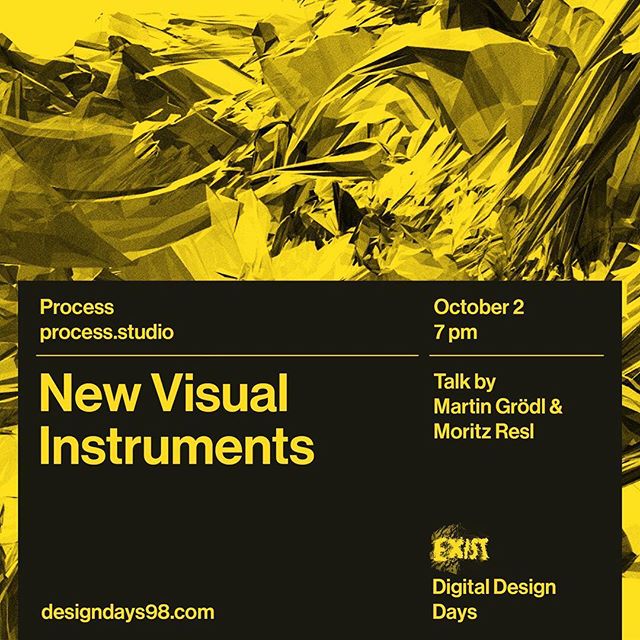 Process
process.studio
October 2
7 pm
New Visual
Instruments
Talk by
Martin Grödl &
Moritz Resl
EXIST
Digital Design
Days
designdays98.com